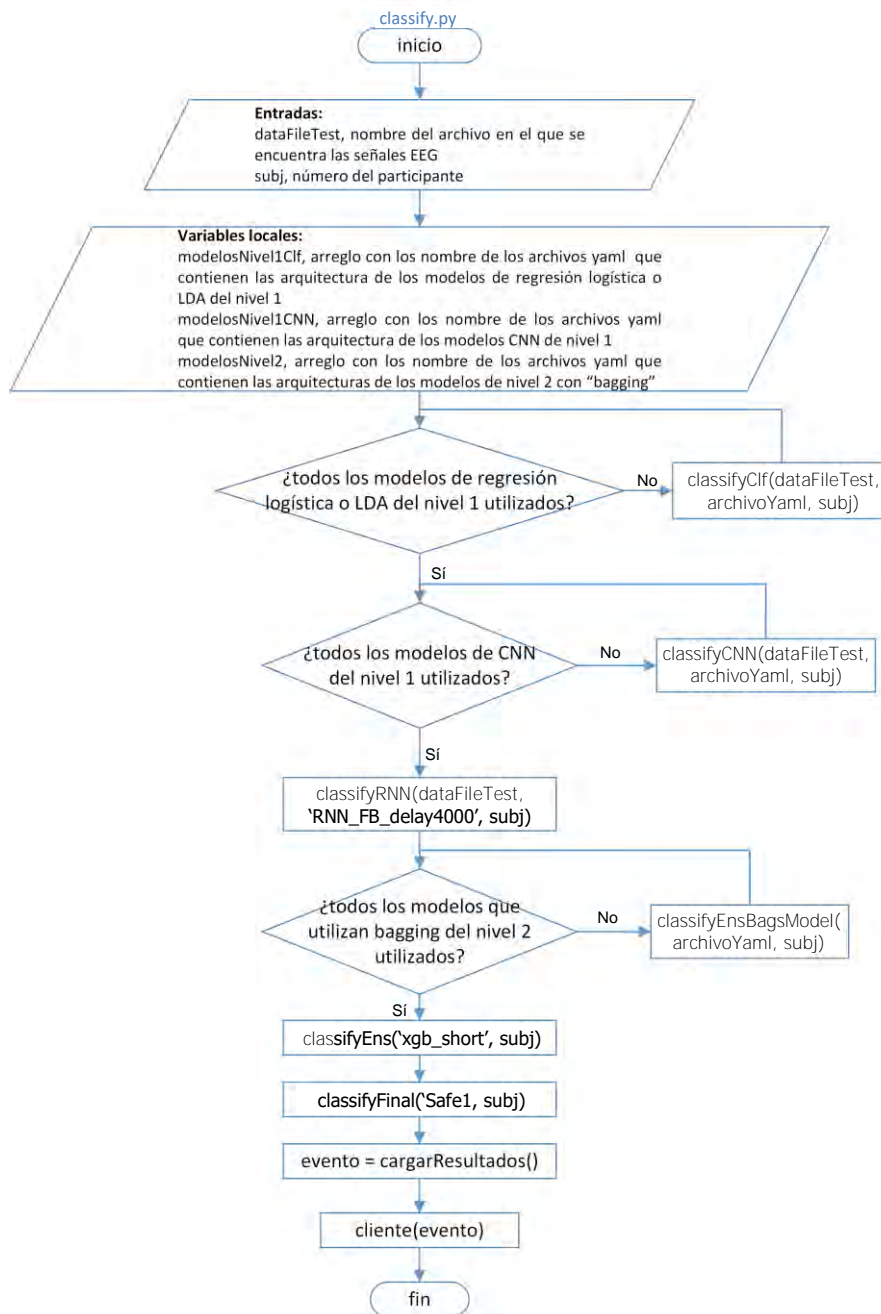 classify.py
inicio
Entradas:
dataFileTest, nombre del archivo en el que se
encuentra las señales EEG
subj, número del participante
Variables locales:
modelosNivel1Clf, arreglo con los nombre de los archivos yaml que
contienen las arquitectura de los modelos de regresión logística o
LDA del nivel 1
modelosNivel1CNN, arreglo con los nombre de los archivos yaml
que contienen las arquitectura de los modelos CNN de nivel 1
modelosNivel2, arreglo con los nombre de los archivos yaml que
contienen las arquitecturas de los modelos de nivel 2 con “bagging”
¿todos los modelos de regresión
logística o LDA del nivel 1 utilizados?
No
classifyClf(dataFileTest,
archivoYaml, subj)
Sí
¿todos los modelos de CNN
del nivel 1 utilizados?
No
classifyCNN(dataFileTest,
archivoYaml, subj)
Sí
classifyRNN(dataFileTest,
‘RNN_FB_delay4000’, subj)
¿todos los modelos que
utilizan bagging del nivel 2
utilizados?
No
classifyEnsBagsModel(
archivoYaml, subj)
Sí
classifyEns(‘xgb_short’, subj)
classifyFinal(‘Safe1, subj)
evento = cargarResultados()
cliente(evento)
fin